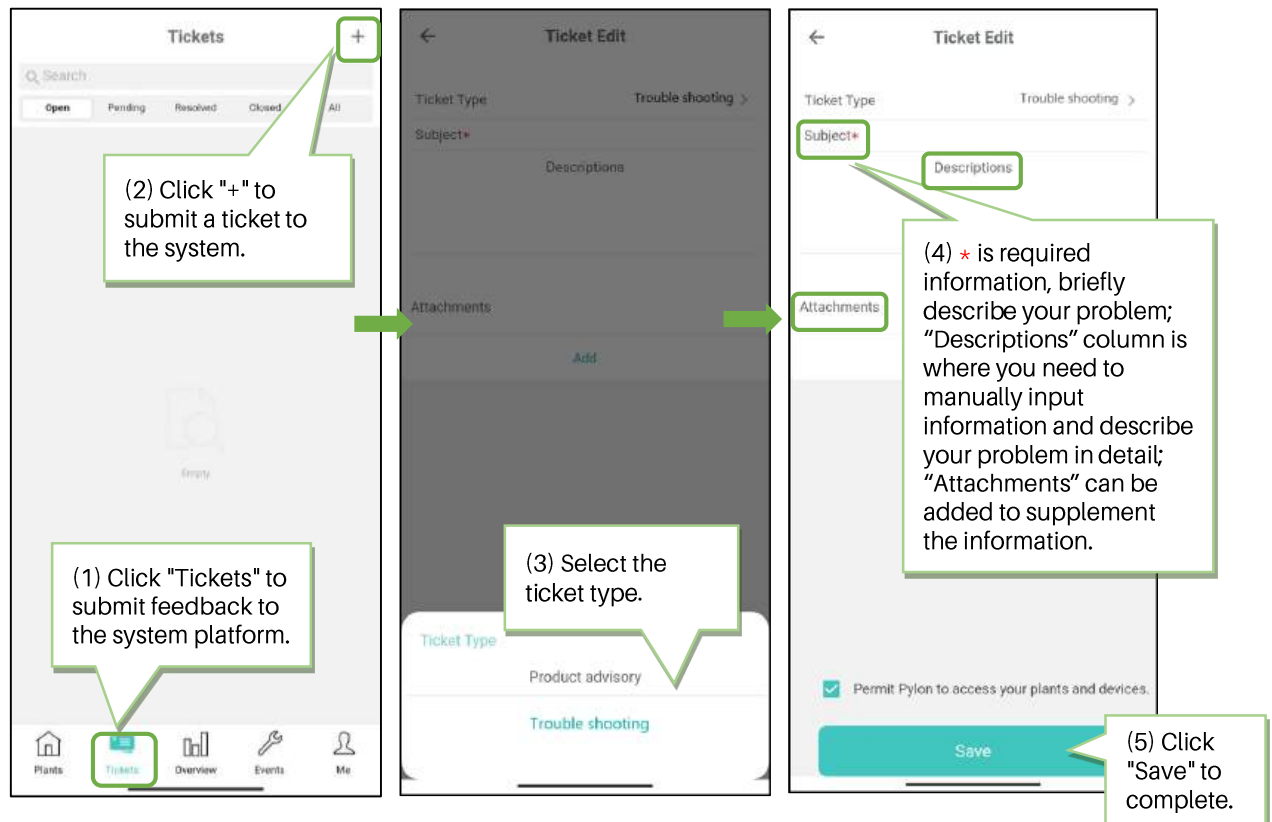 Tickets
+
Search
Open Pending Resolved Closed All
(2) Click "+" to
submit a ticket to
the system.
Empty
(1) Click "Tickets" to
submit feedback to
the system platform.
Plants Tickets Overview Events Me
Ticket Edit
Ticket Type Trouble shooting >
Subject*
Descriptions
Attachments
Add
(3) Select the
ticket type.
Ticket Type
Product advisory
Trouble shooting
Ticket Edit
Ticket Type Trouble shooting >
Subject*
Descriptions
(4) * is required
information, briefly
describe your problem;
“Descriptions” column is
where you need to
manually input
information and describe
your problem in detail;
“Attachments” can be
added to supplement
the information.
Attachments
Permit Pylon to access your plants and devices.
Save
(5) Click
"Save" to
complete.